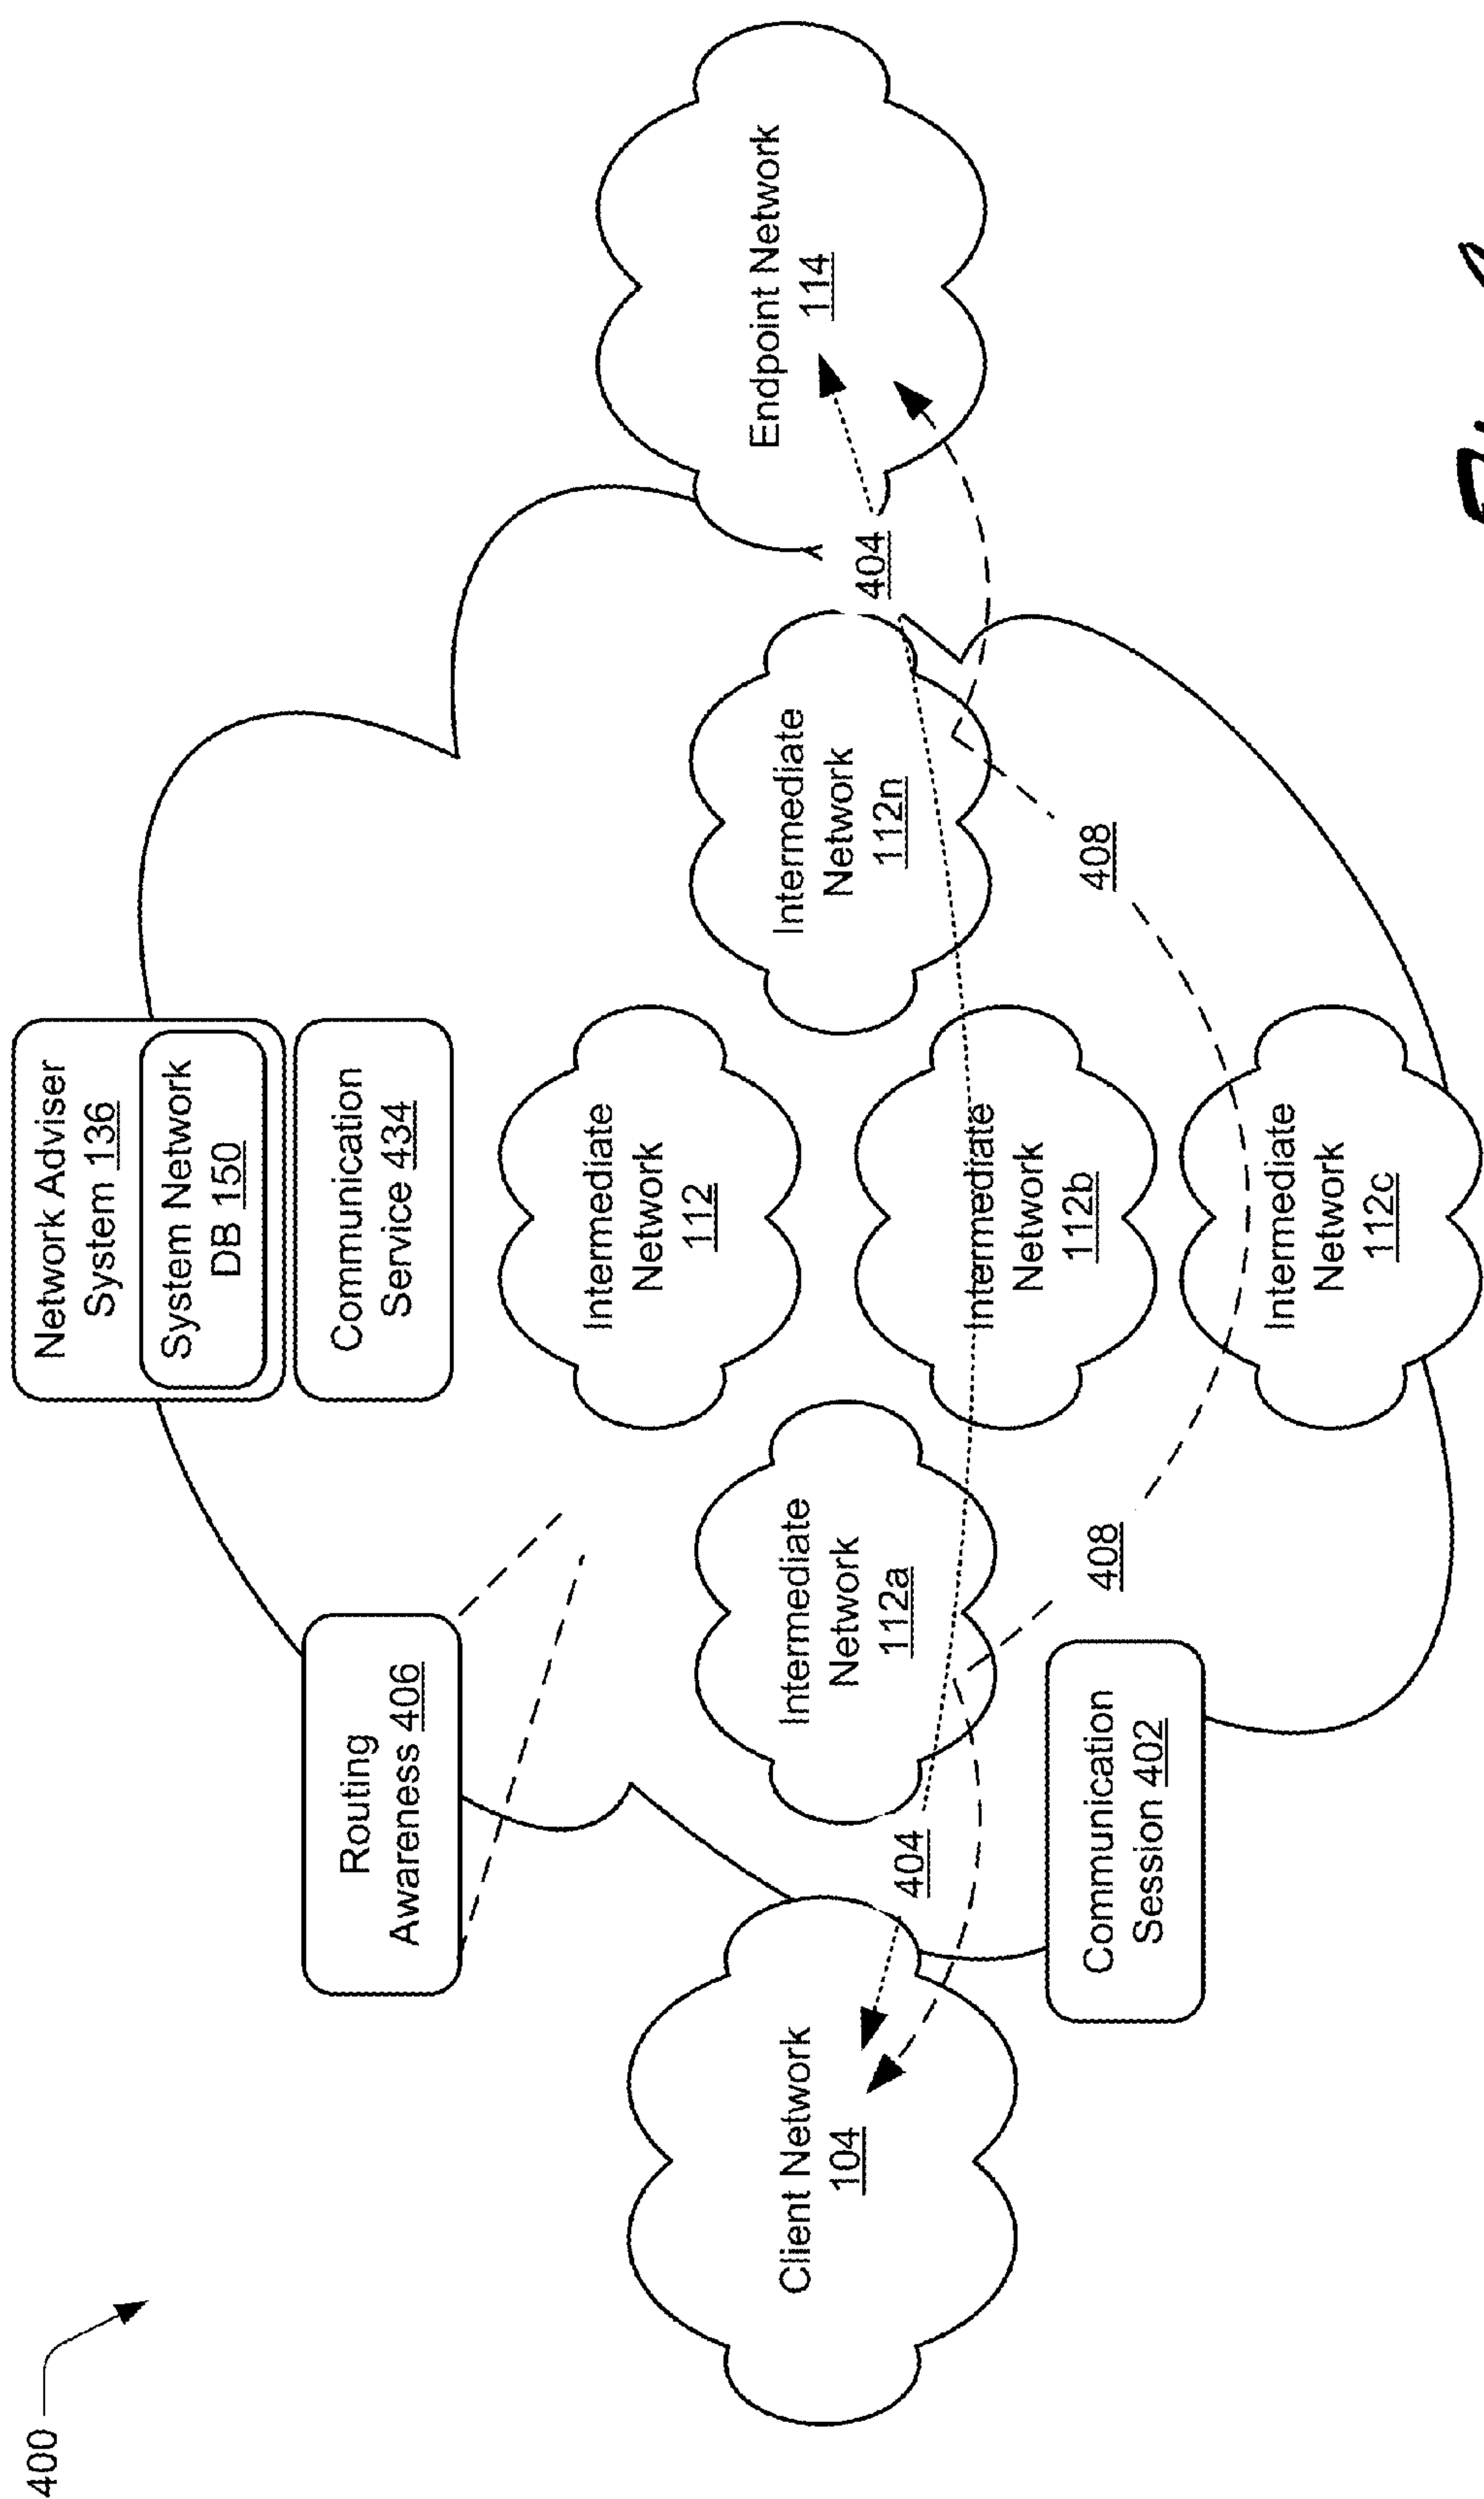 400
Network Adviser
System 136
System Network
DB 150
Communication
Service 434
Routing
Awareness 406
Intermediate
Network
112
Client Network
104
404
Intermediate
Network
112a
Intermediate
Network
112b
Intermediate
Network
112n
404
Endpoint Network
114
408
408
Communication
Session 402
Intermediate
Network
112c